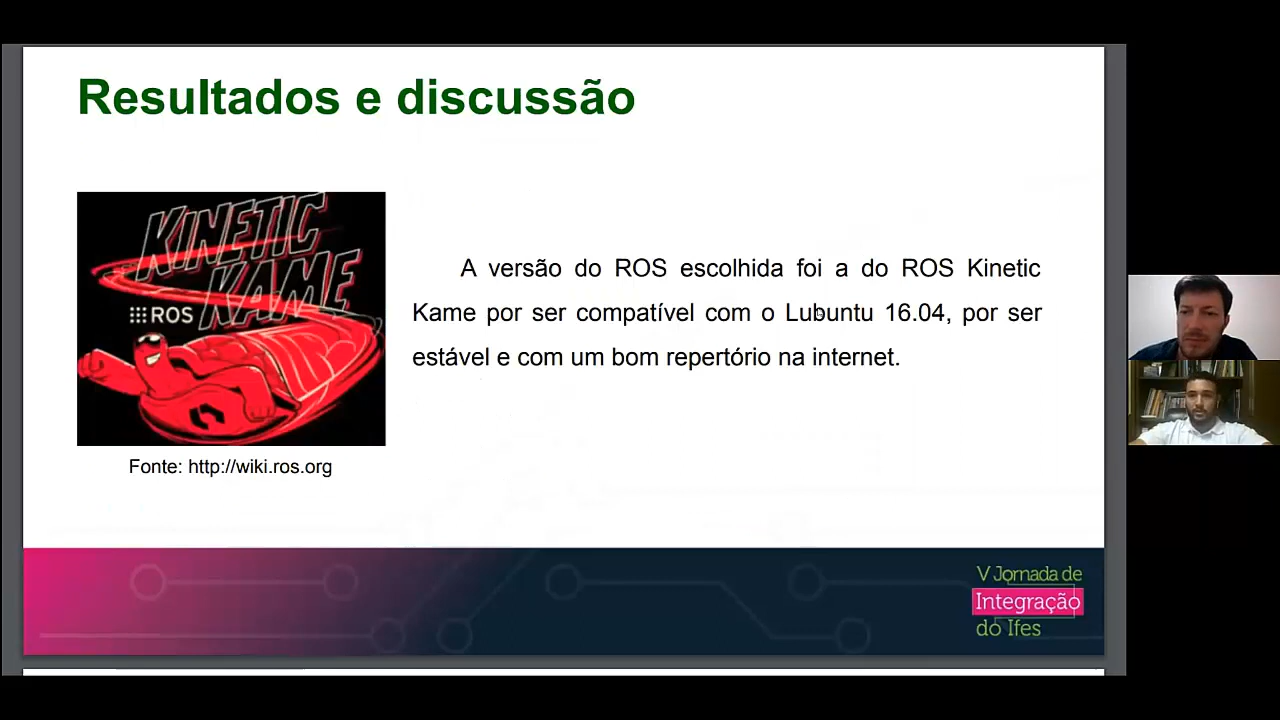 Resultados e discussão
KINETIC
KAME
ROS
A versão do ROS escolhida foi a do ROS Kinetic
Kame por ser compatível com o Lubuntu 16.04, por ser
estável e com um bom repertório na internet.
Fonte: http://wiki.ros.org
V Jornada de
Integração
do Ifes